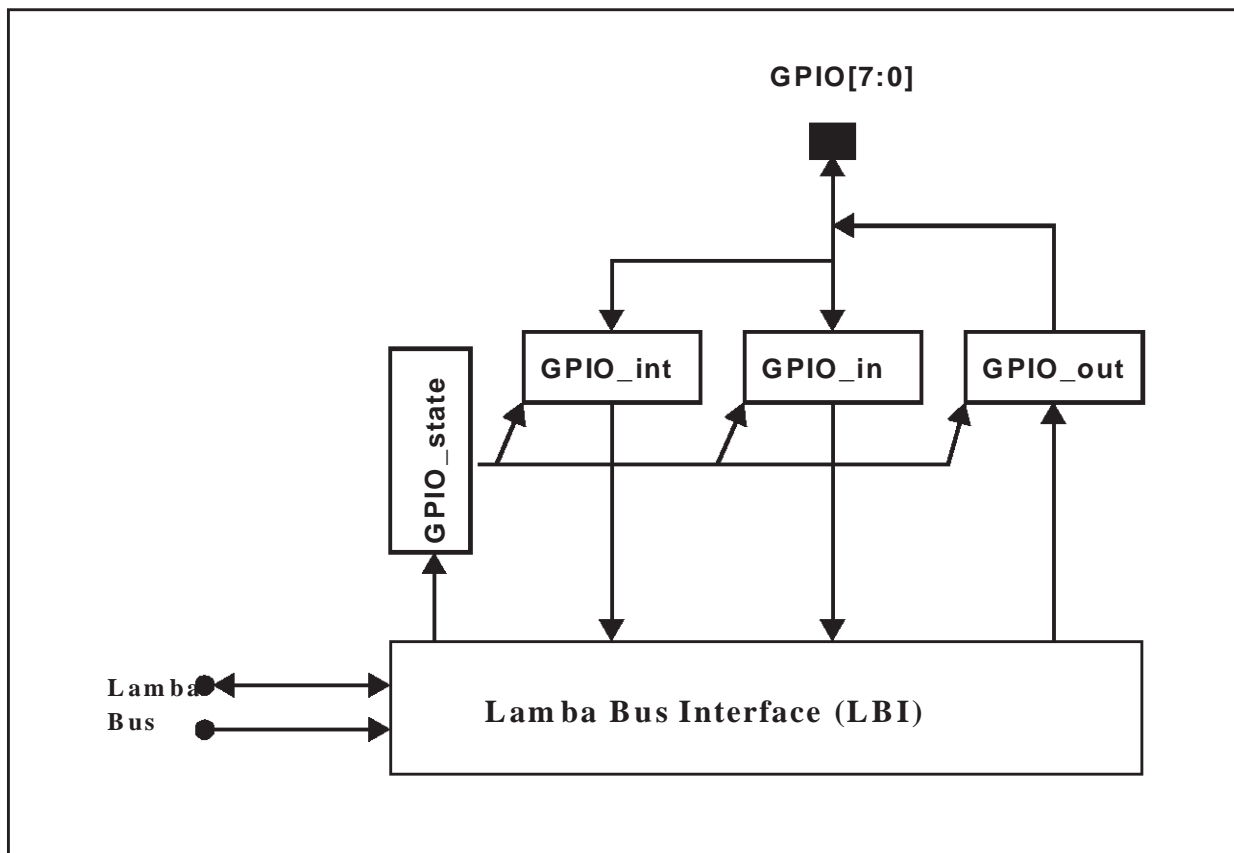 GPIO[7:0]
GPIO_int
GPIO_in
GPIO_out
GPIO_state
Lamba
Bus
Lamba Bus Interface (LBI)